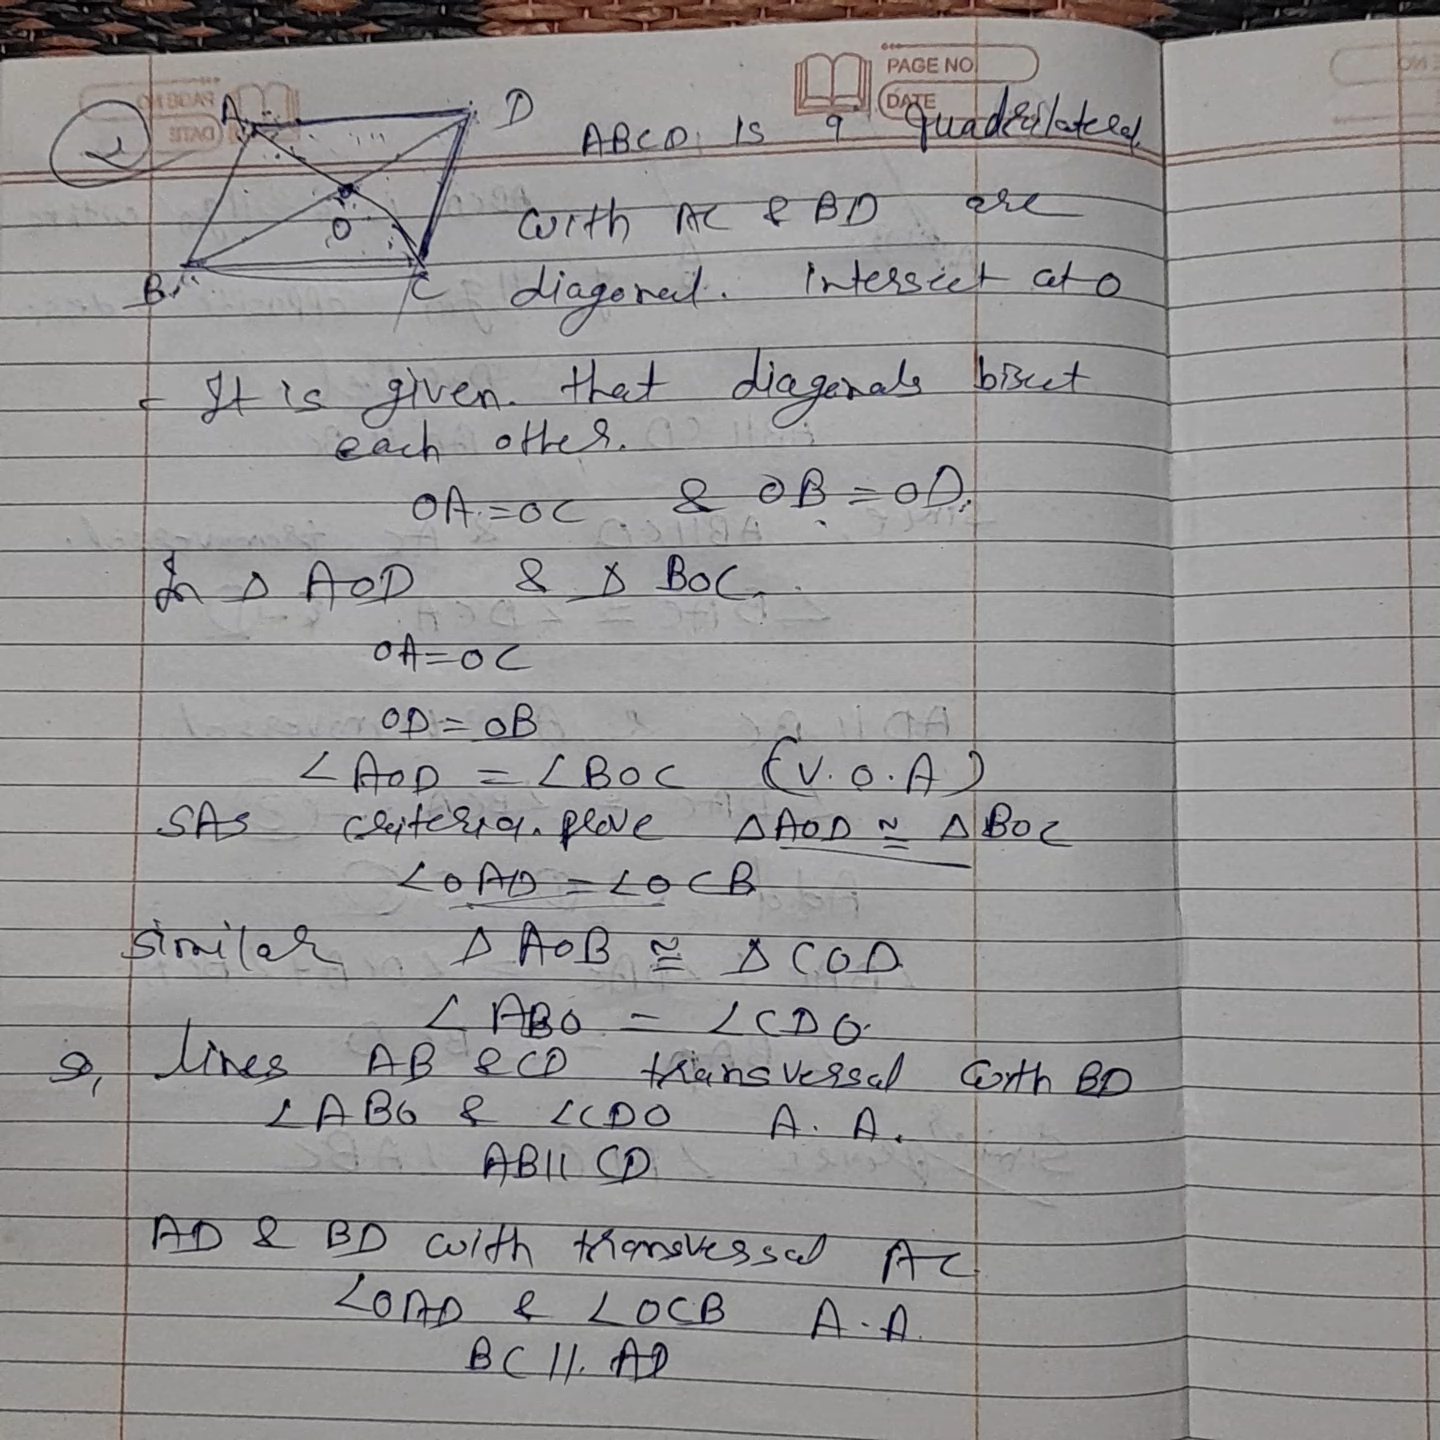 PAGE NO
DATE
2
A D
O
B C
ABCD is a quadrilateral
with AC & BD are
diagonal. Intersect at O
- It is given. that diagonals bisect
each other.
OA = OC & OB = OD.
In △ AOD & △ BOC.
OA = OC
OD = OB
∠AOD = ∠BOC (V.O.A)
SAS criteria. prove △AOD ≅ △BOC
∠OAD = ∠OCB
similar △ AOB ≅ △ COD
∠ ABO = ∠CDO.
So, lines AB & CD transversal with BD
∠ABO & ∠CDO A. A.
AB || CD
AD & BD with transversal AC
∠OAD & ∠OCB A.A.
BC ||. AD